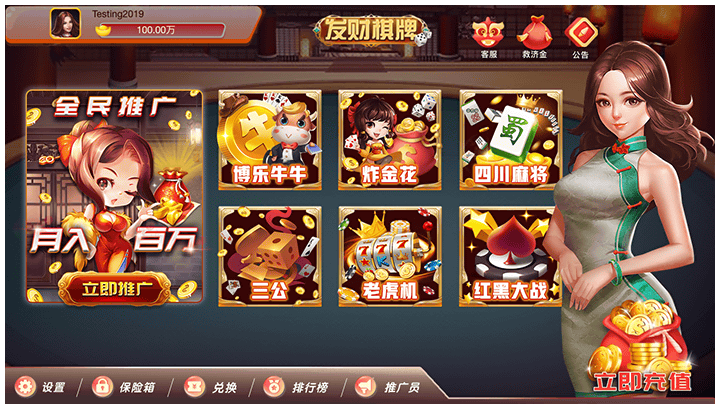 Testing2019
100.00万
发财棋牌
客服
救济金
公告
全民推广
月入百万
立即推广
博乐牛牛
炸金花
四川麻将
三公
老虎机
红黑大战
立即充值
设置
保险箱
兑换
排行榜
推广员